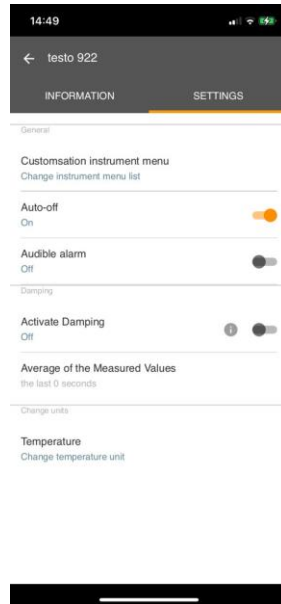 14:49
testo 922
INFORMATION SETTINGS
General
Customsation instrument menu
Change instrument menu list
Auto-off
On
Audible alarm
Off
Damping
Activate Damping
Off
Average of the Measured Values
the last 0 seconds
Change units
Temperature
Change temperature unit